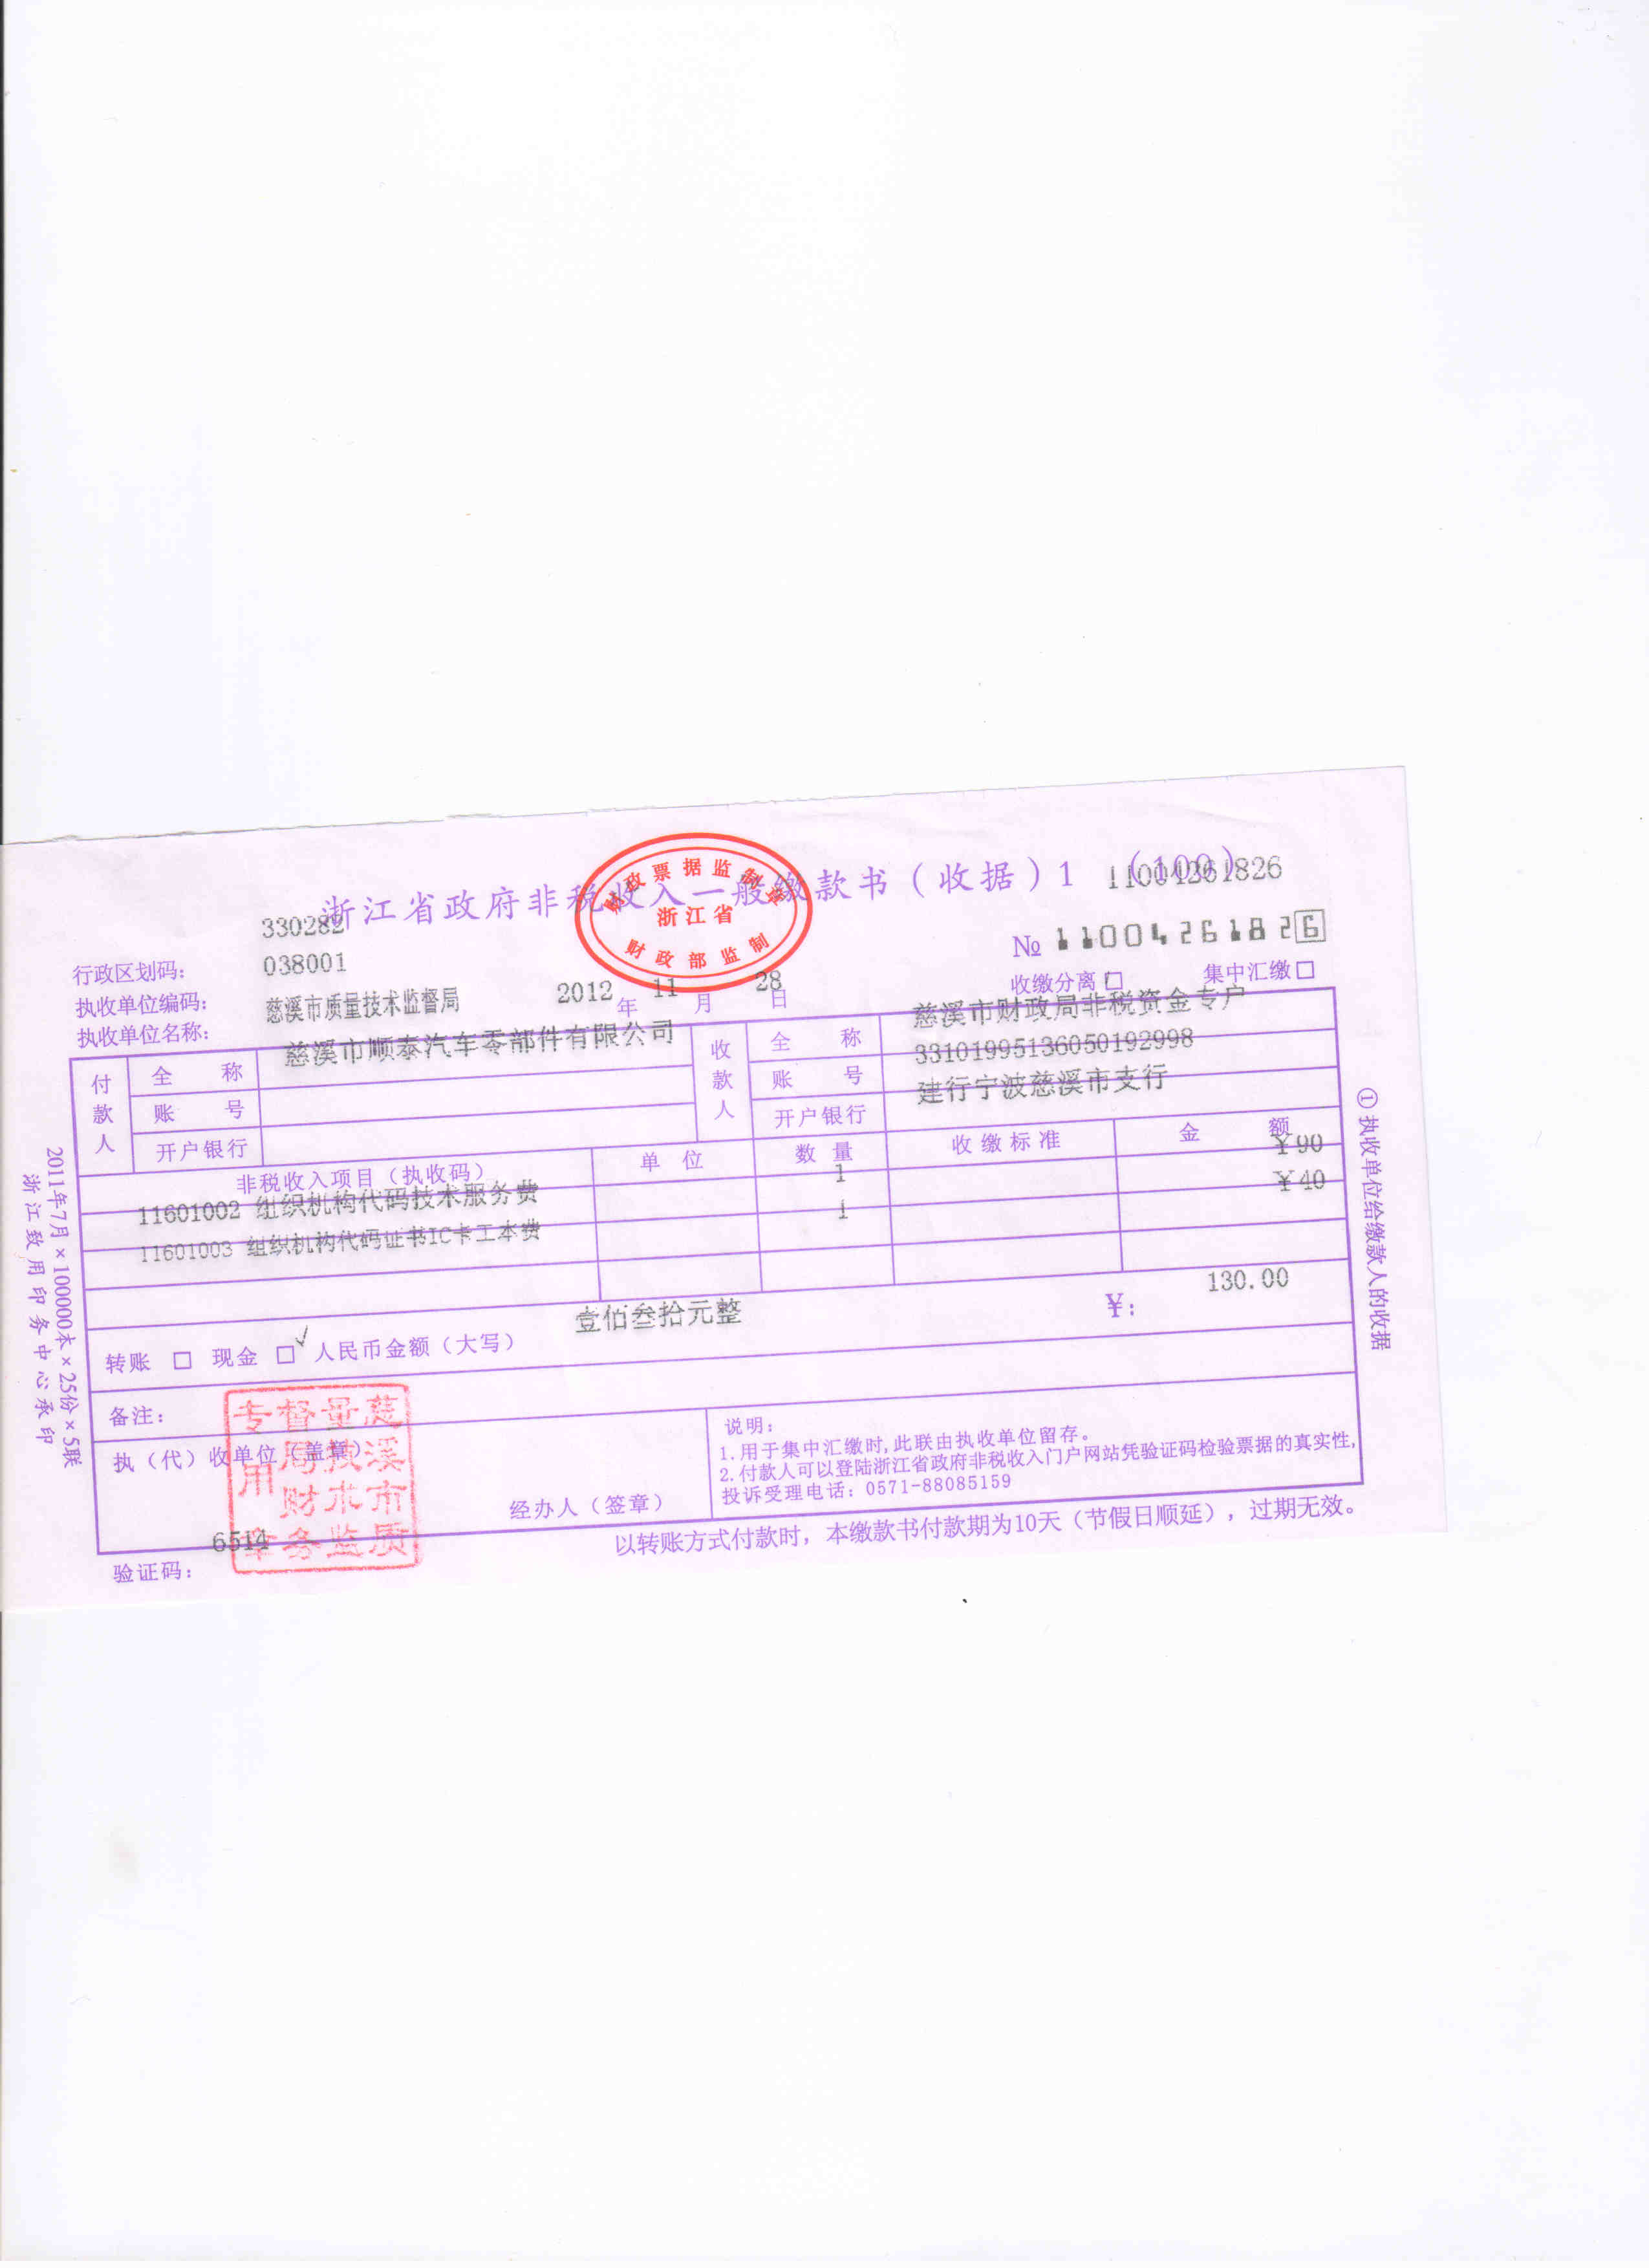 浙江省政府非税收入一般缴款书（收据）1 （100）
11004261826
财政票据监制章
浙江省
财政部监制
№ 11004261826
330282
行政区划码：
038001
执收单位编码：
慈溪市质量技术监督局
执收单位名称：
2012 年 11 月 28 日
收缴分离 □ 集中汇缴 □
付款人 全称 慈溪市顺泰汽车零部件有限公司
账号
开户银行
收款人 全称 慈溪市财政局非税资金专户
账号 33101995136050192998
开户银行 建行宁波慈溪市支行
非税收入项目（执收码） 单位 数量 收缴标准 金额
11601002 组织机构代码技术服务费 1 ￥90
11601003 组织机构代码证书IC卡工本费 1 ￥40
转账 □ 现金 □√ 人民币金额（大写） 壹佰叁拾元整 ￥： 130.00
备注：
执（代）收单位（盖章）
慈溪市质量技术监督局财务专用章
经办人（签章）
说明：
1.用于集中汇缴时,此联由执收单位留存。
2.付款人可以登陆浙江省政府非税收入门户网站凭验证码检验票据的真实性,
投诉受理电话：0571-88085159
验证码： 6514
以转账方式付款时，本缴款书付款期为10天（节假日顺延），过期无效。
① 执收单位给缴款人的收据
2011年7月×100000本×25份×5联
浙江致用印务中心承印